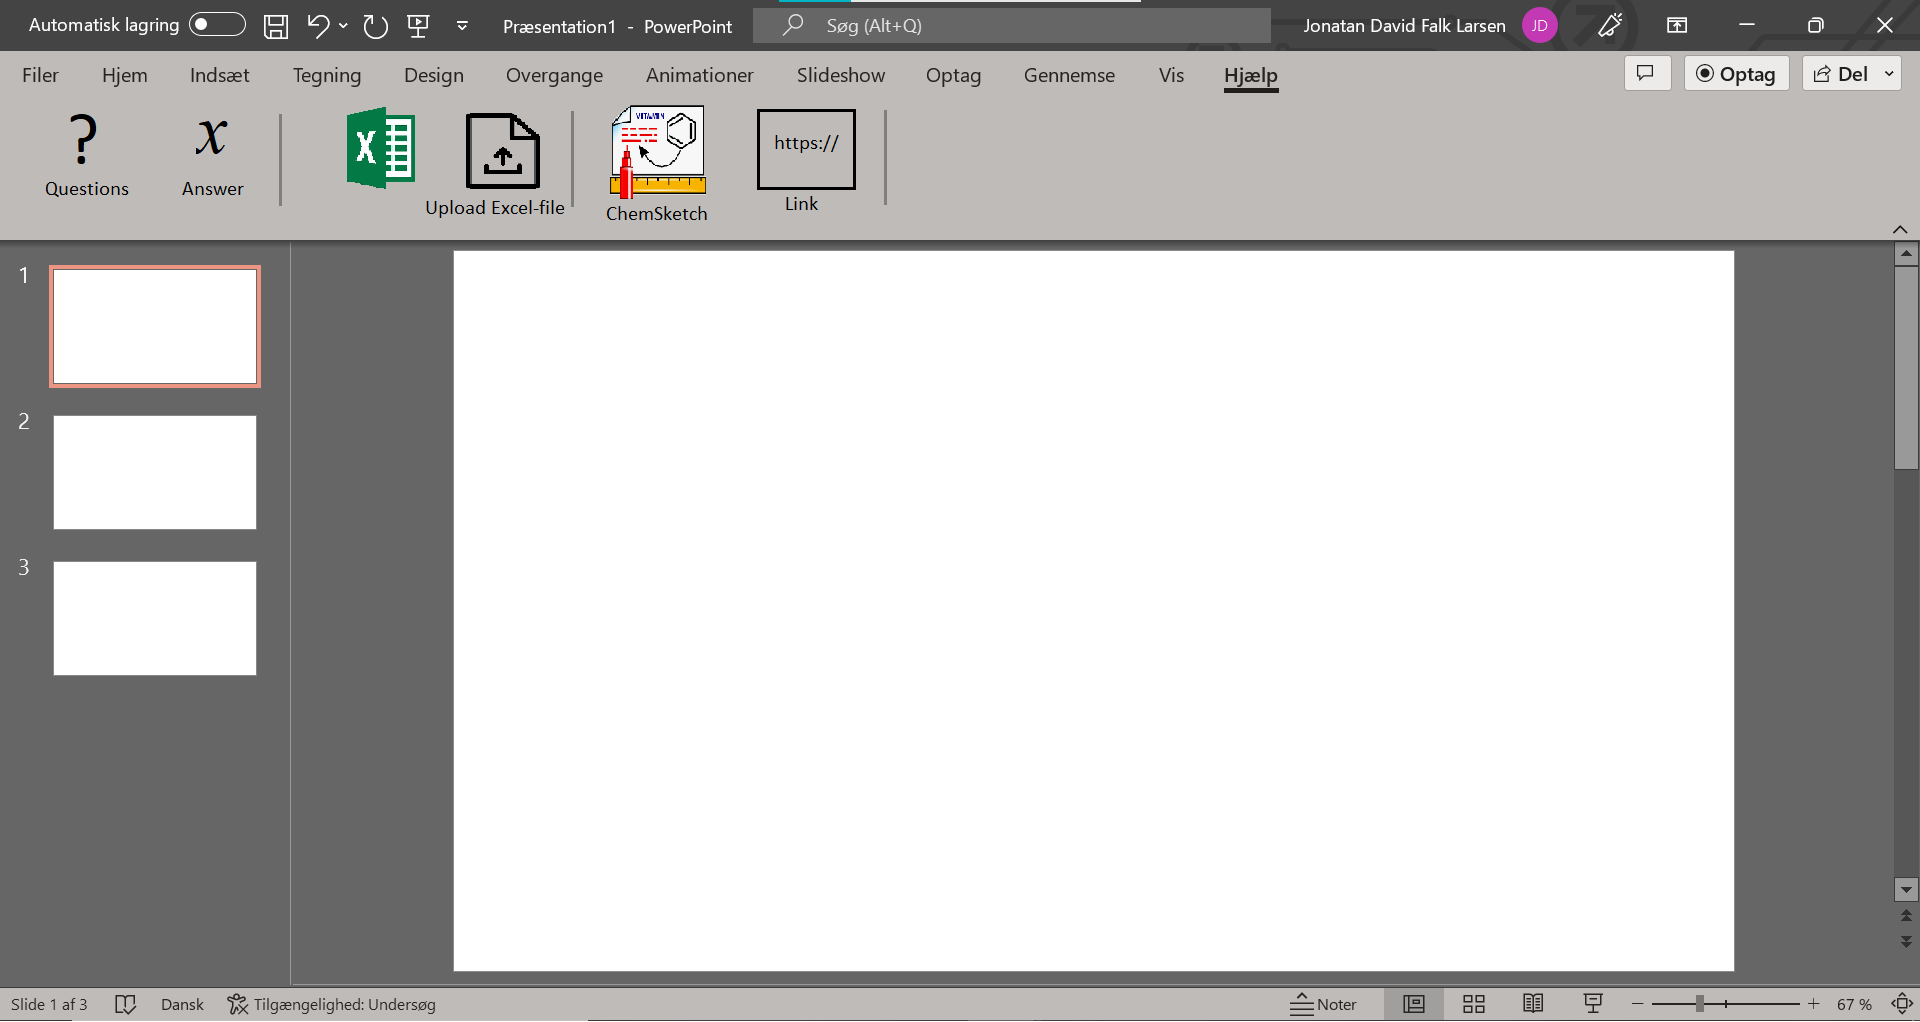 Automatisk lagring
Præsentation1 - PowerPoint
Søg (Alt+Q)
Jonatan David Falk Larsen
JD
Filer Hjem Indsæt Tegning Design Overgange Animationer Slideshow Optag Gennemse Vis Hjælp
Optag
Del
?
Questions
x
Answer
X
Upload Excel-file
VITAMIN
ChemSketch
https://
Link
1
2
3
Slide 1 af 3
Dansk
Tilgængelighed: Undersøg
Noter
67 %